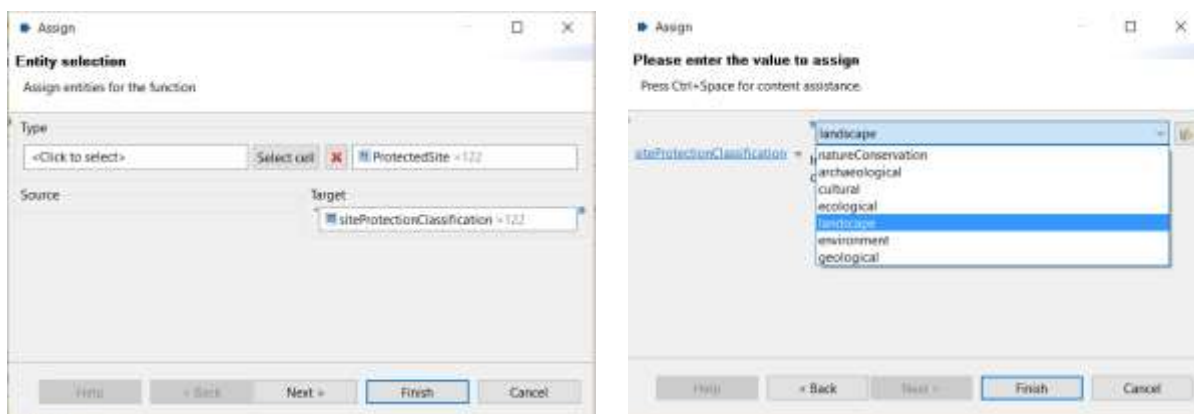 Assign
Entity selection
Assign entities for the function
Type
<Click to select>
Select cell
ProtectedSite ×122
Source
Target
siteProtectionClassification ×122
Help
< Back
Next >
Finish
Cancel
Assign
Please enter the value to assign
Press Ctrl+Space for content assistance.
landscape
siteProtectionClassification =
natureConservation
archaeological
cultural
ecological
landscape
environment
geological
Help
< Back
Next >
Finish
Cancel